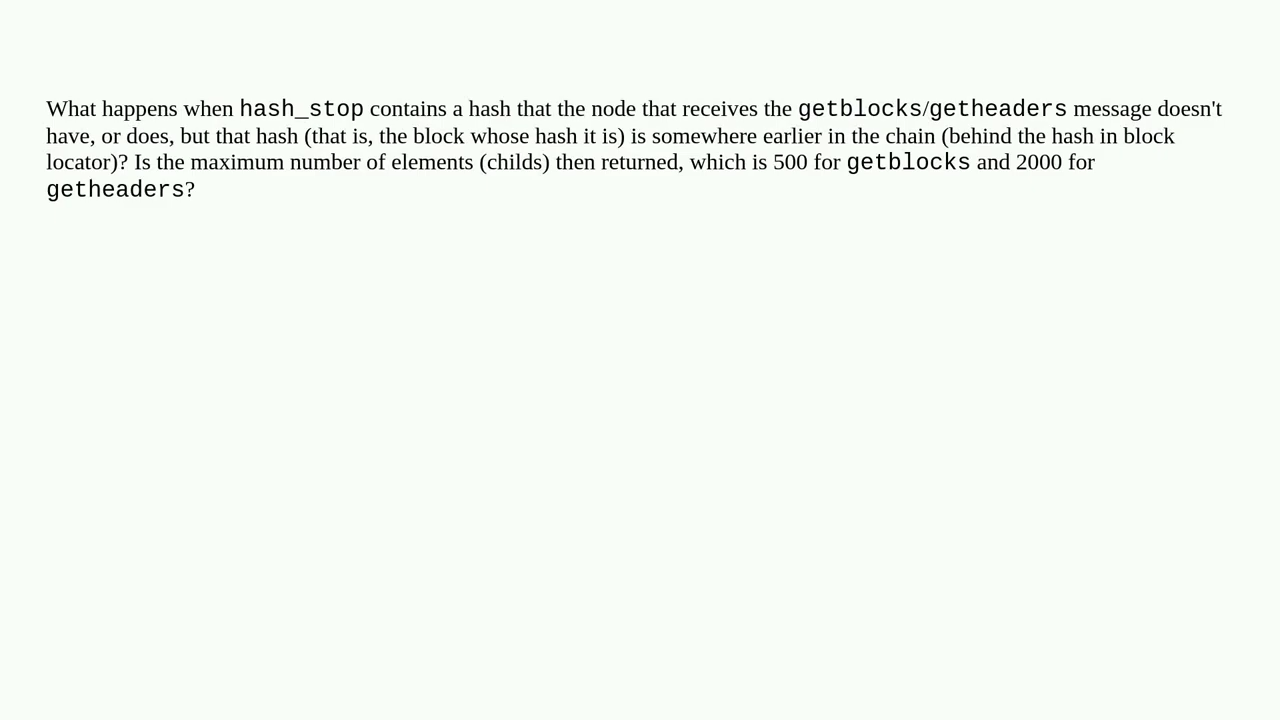 What happens when hash_stop contains a hash that the node that receives the getblocks/getheaders message doesn't
have, or does, but that hash (that is, the block whose hash it is) is somewhere earlier in the chain (behind the hash in block
locator)? Is the maximum number of elements (childs) then returned, which is 500 for getblocks and 2000 for
getheaders?